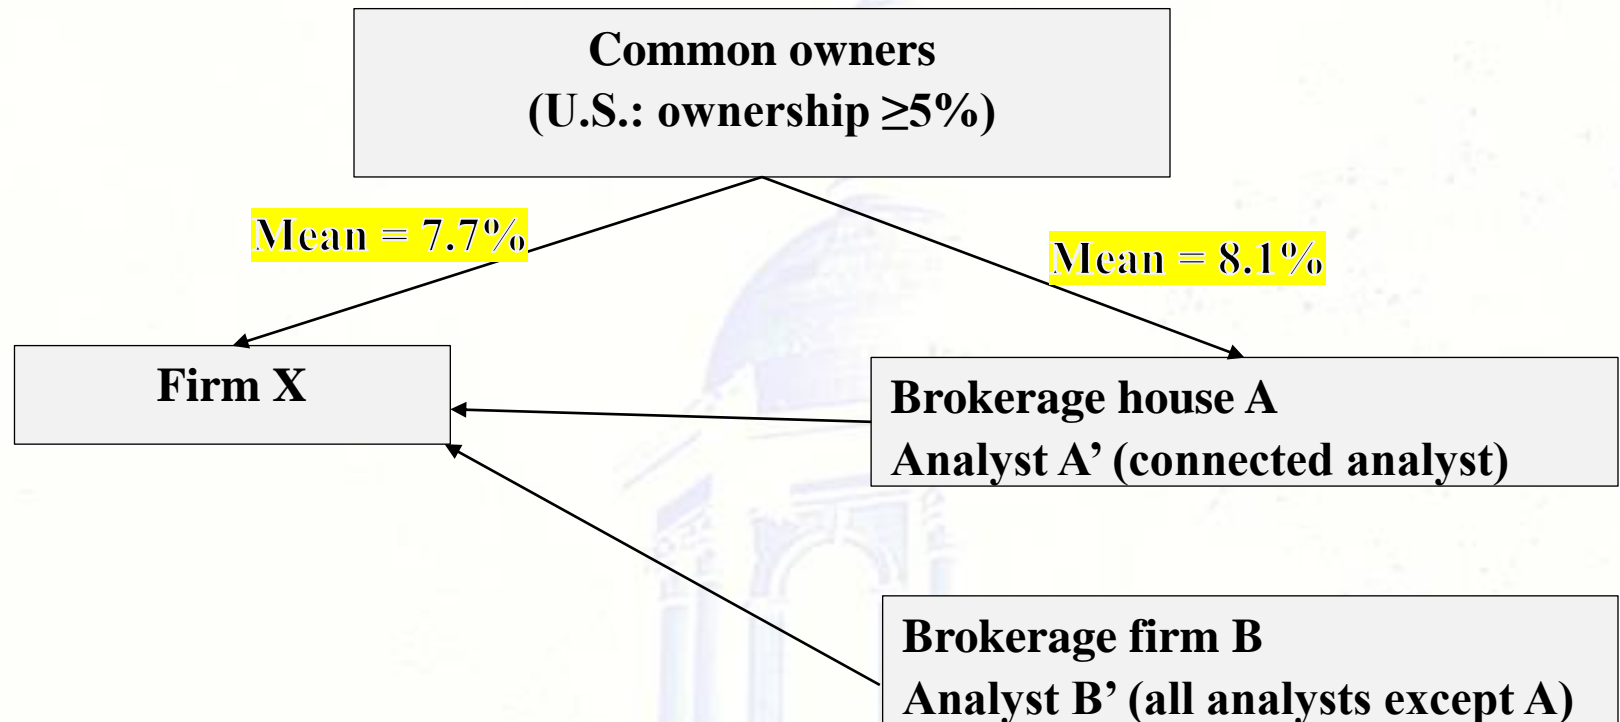 Common owners
(U.S.: ownership ≥5%)
Mean = 7.7%
Mean = 8.1%
Firm X
Brokerage house A
Analyst A’ (connected analyst)
Brokerage firm B
Analyst B’ (all analysts except A)